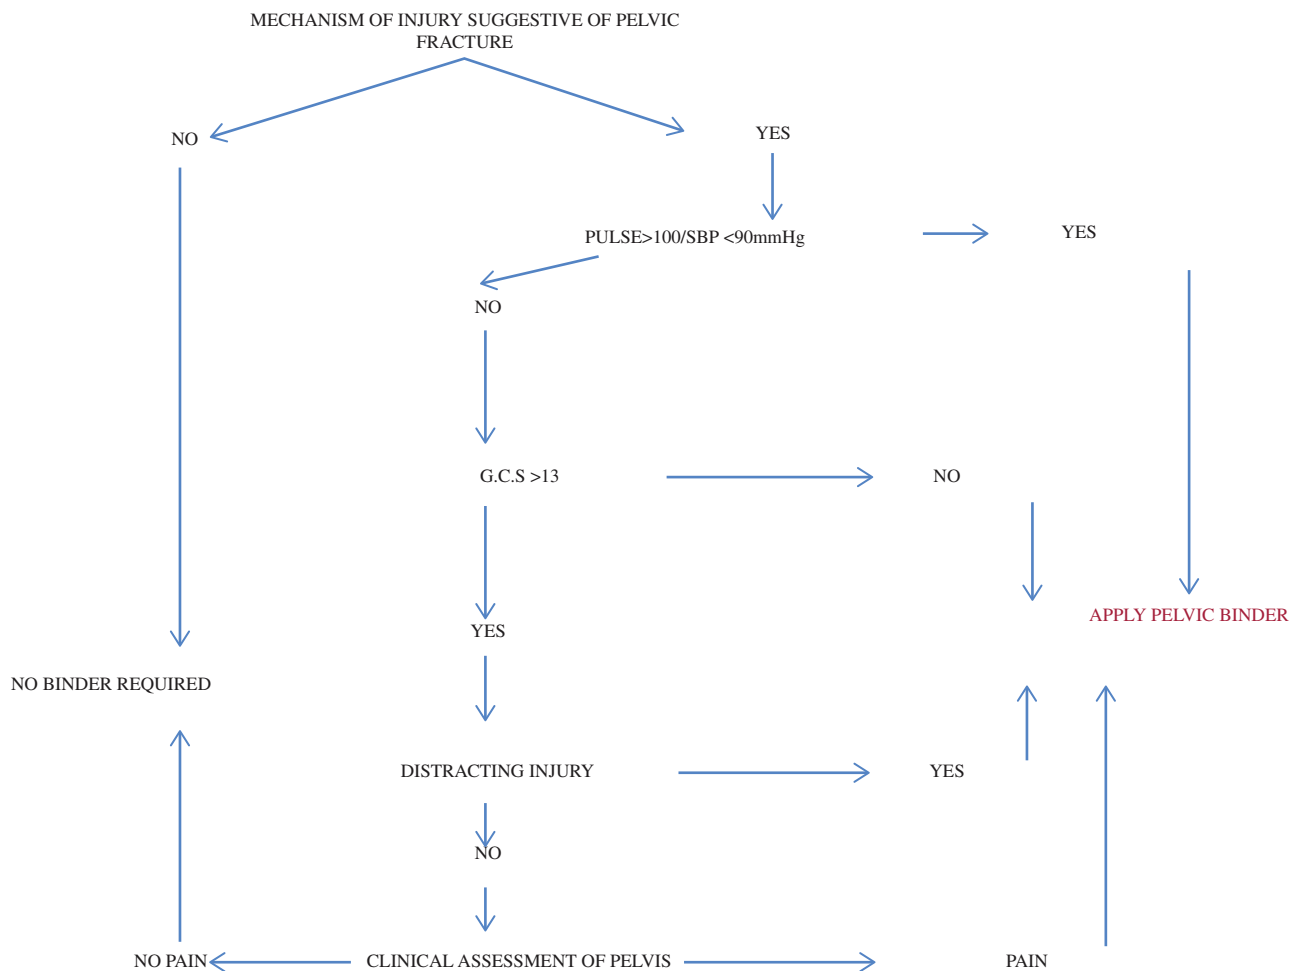 MECHANISM OF INJURY SUGGESTIVE OF PELVIC
FRACTURE
NO
YES
PULSE>100/SBP <90mmHg
YES
NO
G.C.S >13
NO
APPLY PELVIC BINDER
YES
NO BINDER REQUIRED
DISTRACTING INJURY
YES
NO
NO PAIN
CLINICAL ASSESSMENT OF PELVIS
PAIN